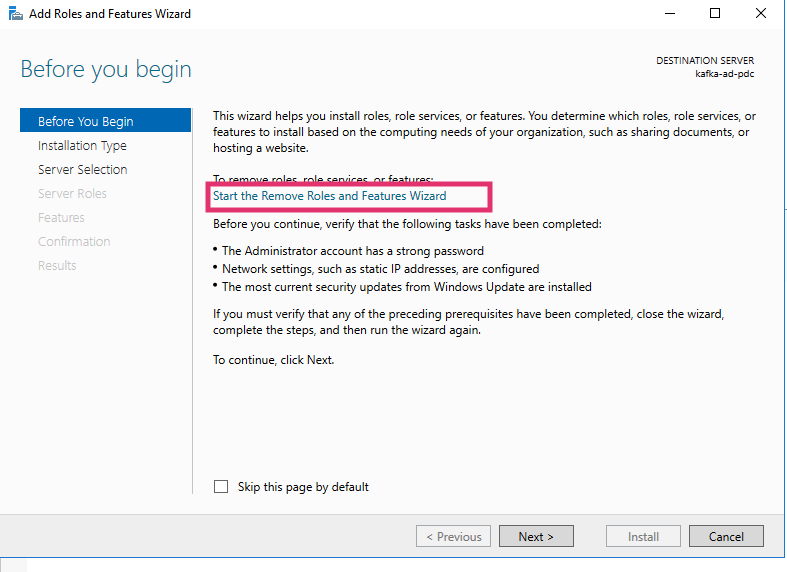 Add Roles and Features Wizard
Before you begin
DESTINATION SERVER
kafka-ad-pdc
Before You Begin
Installation Type
Server Selection
Server Roles
Features
Confirmation
Results
This wizard helps you install roles, role services, or features. You determine which roles, role services, or
features to install based on the computing needs of your organization, such as sharing documents, or
hosting a website.
To remove roles, role services, or features:
Start the Remove Roles and Features Wizard
Before you continue, verify that the following tasks have been completed:
• The Administrator account has a strong password
• Network settings, such as static IP addresses, are configured
• The most current security updates from Windows Update are installed
If you must verify that any of the preceding prerequisites have been completed, close the wizard,
complete the steps, and then run the wizard again.
To continue, click Next.
Skip this page by default
< Previous
Next >
Install
Cancel